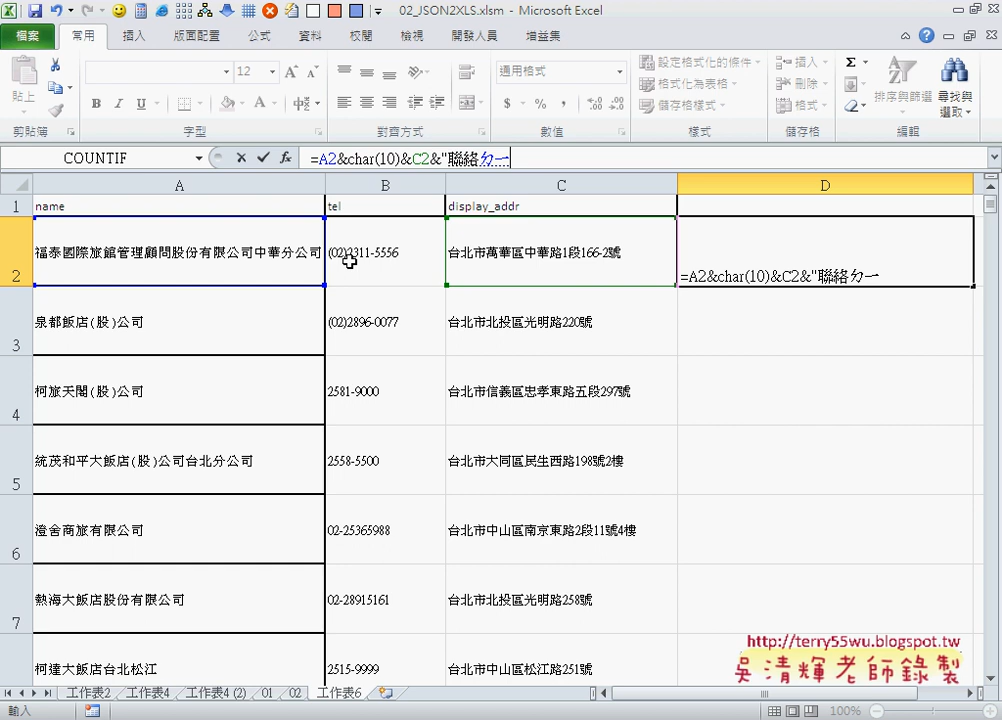 02_JSON2XLS.xlsm - Microsoft Excel
檔案 常用 插入 版面配置 公式 資料 校閱 檢視 開發人員 增益集
貼上 12 通用格式 設定格式化的條件 插入 Σ
B I U 中 $ % 格式化為表格 刪除 排序與篩選 尋找與選取
儲存格樣式 格式
剪貼簿 字型 對齊方式 數值 樣式 儲存格 編輯
COUNTIF fx =A2&char(10)&C2&"聯絡ㄉㄧ
A B C D
1 name tel display_addr
2 福泰國際旅館管理顧問股份有限公司中華分公司 (02)2311-5556 台北市萬華區中華路1段166-2號 =A2&char(10)&C2&"聯絡ㄉㄧ
3 泉都飯店(股)公司 (02)2896-0077 台北市北投區光明路220號
4 柯旅天閣(股)公司 2581-9000 台北市信義區忠孝東路五段297號
5 統茂和平大飯店(股)公司台北分公司 2558-5500 台北市大同區民生西路198號2樓
6 澄舍商旅有限公司 02-25365988 台北市中山區南京東路2段11號4樓
7 熱海大飯店股份有限公司 02-28915161 台北市北投區光明路258號
柯達大飯店台北松江 2515-9999 台北市中山區松江路251號
http://terry55wu.blogspot.tw
吳清輝老師錄製
工作表2 工作表4 工作表4 (2) 01 02 工作表6
輸入 100%